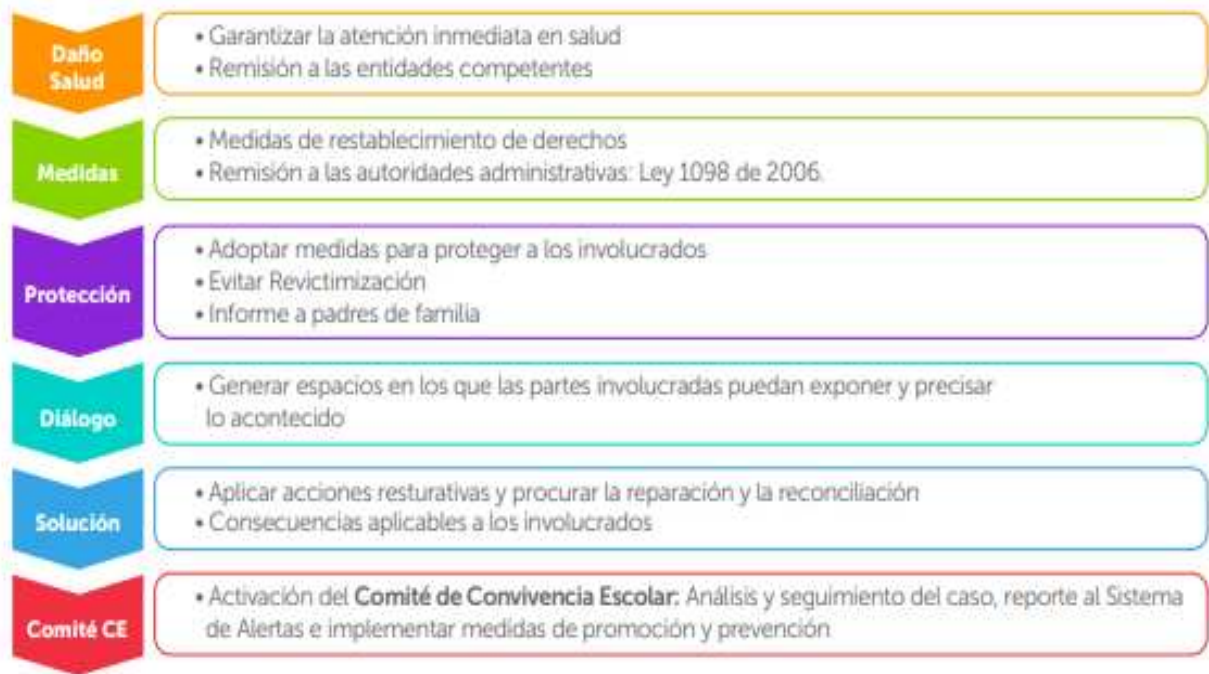 Daño
Salud
• Garantizar la atención inmediata en salud
• Remisión a las entidades competentes
Medidas
• Medidas de restablecimiento de derechos
• Remisión a las autoridades administrativas: Ley 1098 de 2006.
Protección
• Adoptar medidas para proteger a los involucrados
• Evitar Revictimización
• Informe a padres de familia
Diálogo
• Generar espacios en los que las partes involucradas puedan exponer y precisar
lo acontecido
Solución
• Aplicar acciones resturativas y procurar la reparación y la reconciliación
• Consecuencias aplicables a los involucrados
Comité CE
• Activación del Comité de Convivencia Escolar: Análisis y seguimiento del caso, reporte al Sistema
de Alertas e implementar medidas de promoción y prevención